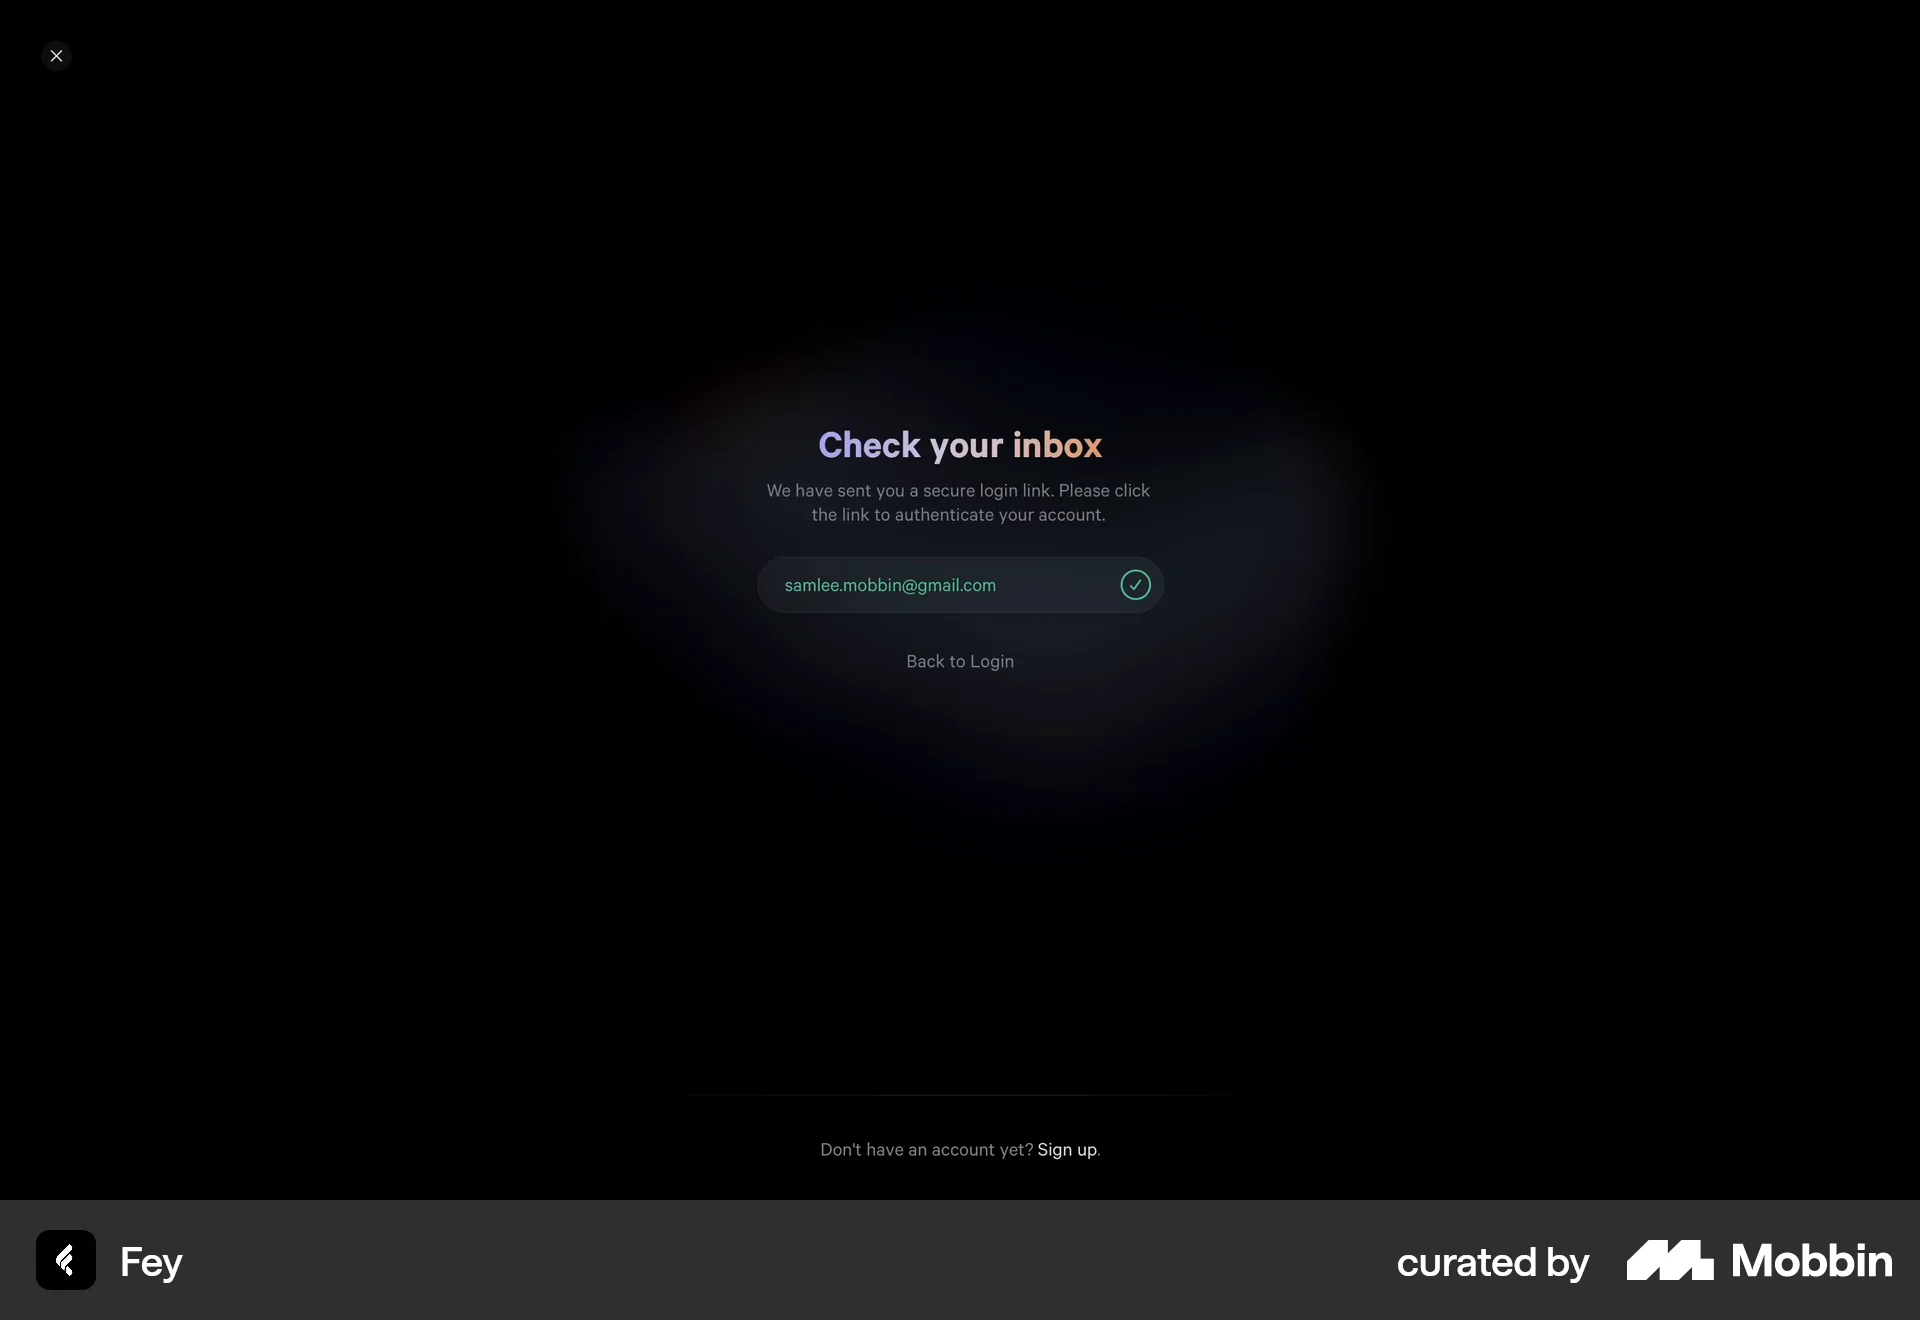 Check your inbox
We have sent you a secure login link. Please click
the link to authenticate your account.
samlee.mobbin@gmail.com
Back to Login
Don't have an account yet? Sign up.
Fey
curated by Mobbin